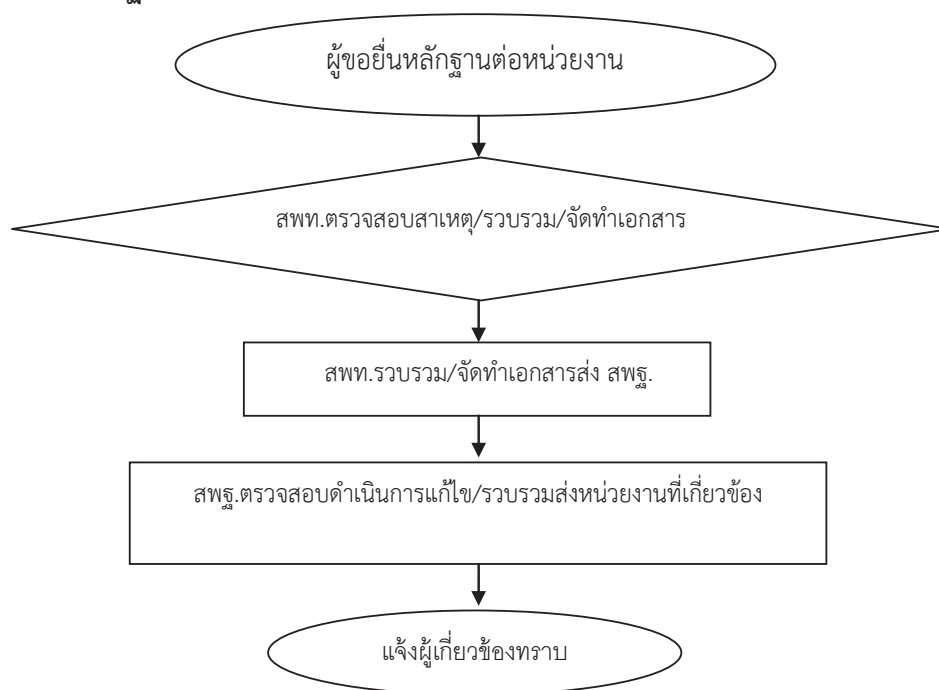 ผู้ขอยื่นหลักฐานต่อหน่วยงาน
สพท.ตรวจสอบสาเหตุ/รวบรวม/จัดทำเอกสาร
สพท.รวบรวม/จัดทำเอกสารส่ง สพฐ.
สพฐ.ตรวจสอบดำเนินการแก้ไข/รวบรวมส่งหน่วยงานที่เกี่ยวข้อง
แจ้งผู้เกี่ยวข้องทราบ